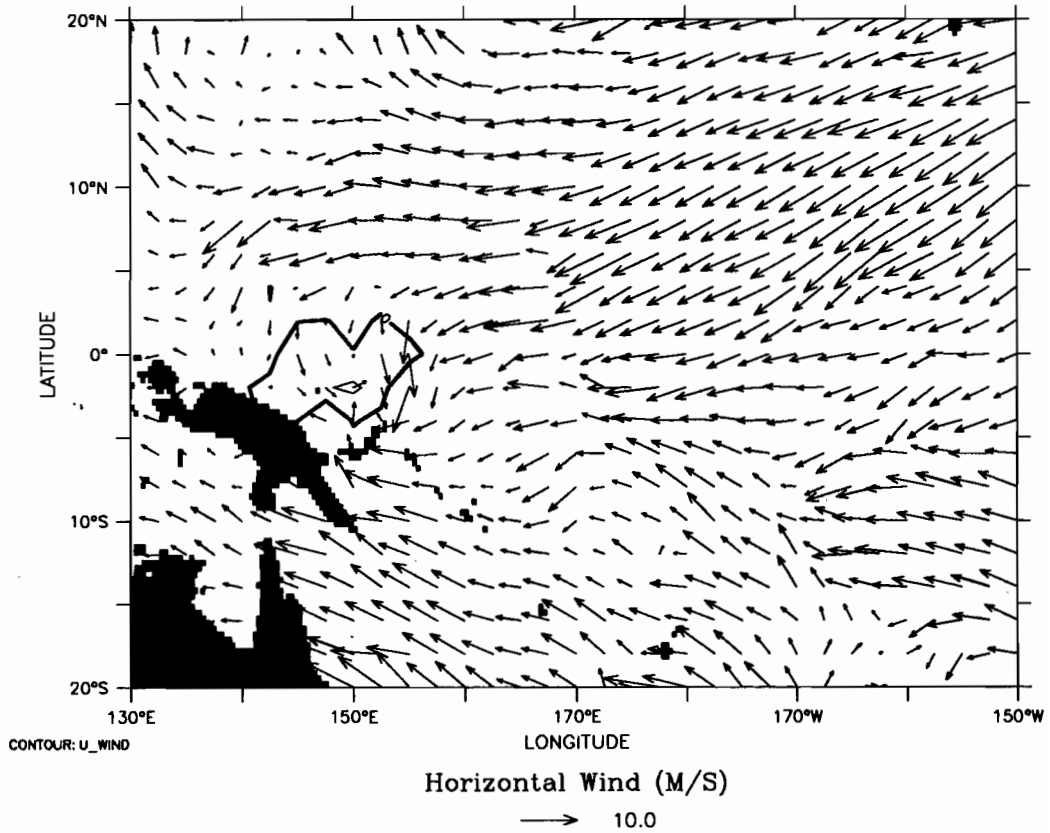 20°N
10°N
0°
10°S
20°S
LATITUDE
130°E 150°E 170°E 170°W 150°W
CONTOUR: U_WIND
LONGITUDE
Horizontal Wind (M/S)
10.0